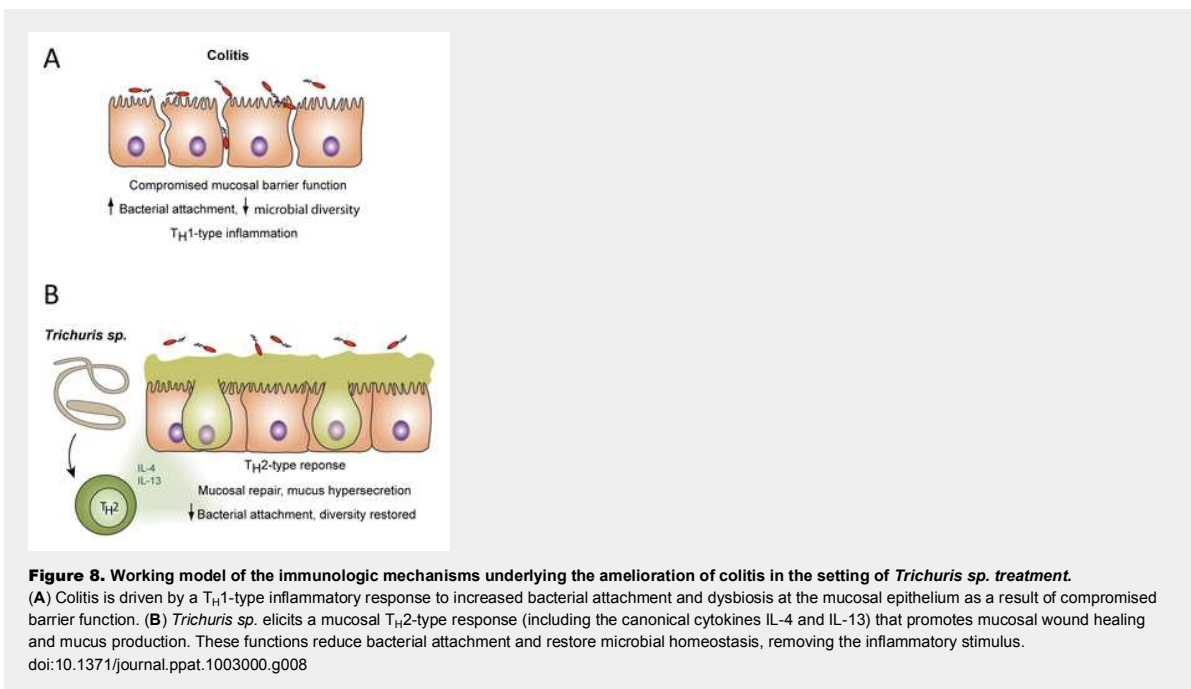 A
Colitis
Compromised mucosal barrier function
↑ Bacterial attachment, ↓ microbial diversity
TH1-type inflammation
B
Trichuris sp.
IL-4
IL-13
TH2
TH2-type reponse
Mucosal repair, mucus hypersecretion
↓ Bacterial attachment, diversity restored
Figure 8. Working model of the immunologic mechanisms underlying the amelioration of colitis in the setting of Trichuris sp. treatment.
(A) Colitis is driven by a TH1-type inflammatory response to increased bacterial attachment and dysbiosis at the mucosal epithelium as a result of compromised
barrier function. (B) Trichuris sp. elicits a mucosal TH2-type response (including the canonical cytokines IL-4 and IL-13) that promotes mucosal wound healing
and mucus production. These functions reduce bacterial attachment and restore microbial homeostasis, removing the inflammatory stimulus.
doi:10.1371/journal.ppat.1003000.g008